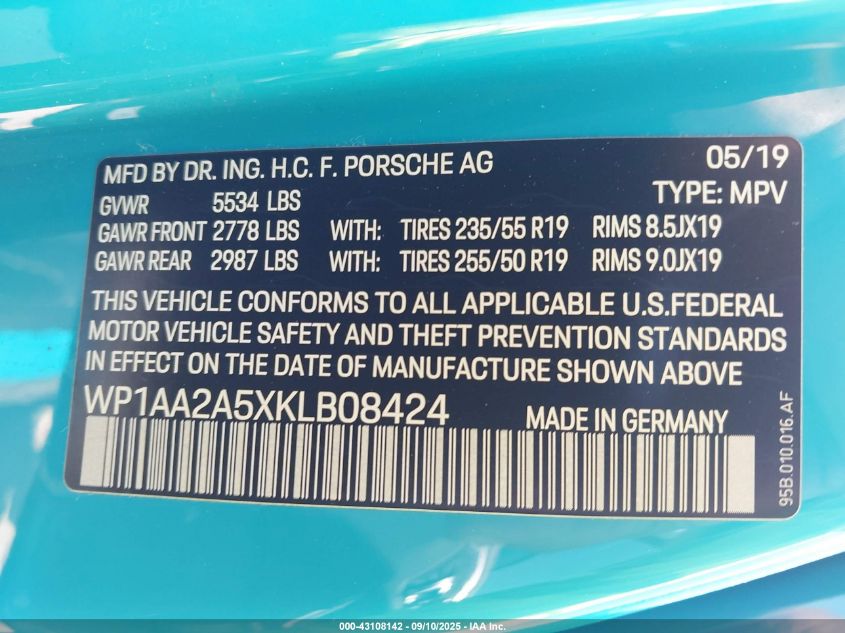 MFD BY DR. ING. H.C. F. PORSCHE AG 05/19
TYPE: MPV
GVWR 5534 LBS
GAWR FRONT 2778 LBS WITH: TIRES 235/55 R19 RIMS 8.5JX19
GAWR REAR 2987 LBS WITH: TIRES 255/50 R19 RIMS 9.0JX19
THIS VEHICLE CONFORMS TO ALL APPLICABLE U.S.FEDERAL
MOTOR VEHICLE SAFETY AND THEFT PREVENTION STANDARDS
IN EFFECT ON THE DATE OF MANUFACTURE SHOWN ABOVE
WP1AA2A5XKLB08424 MADE IN GERMANY
95B.010.016.AF
000-43108142 - 09/10/2025 - IAA Inc.